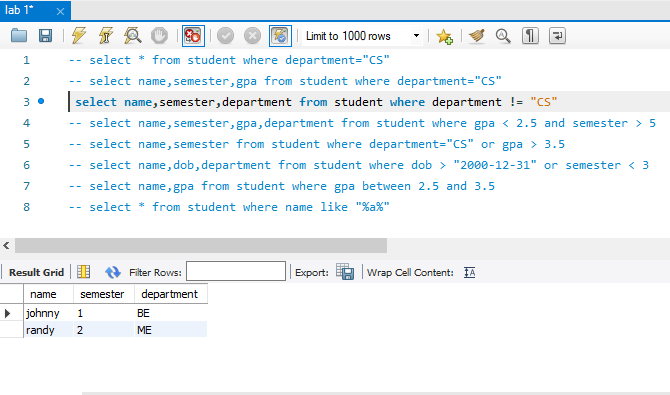 lab 1*
Limit to 1000 rows
1 -- select * from student where department="CS"
2 -- select name,semester,gpa from student where department="CS"
3 select name,semester,department from student where department != "CS"
4 -- select name,semester,gpa,department from student where gpa < 2.5 and semester > 5
5 -- select name,semester from student where department="CS" or gpa > 3.5
6 -- select name,dob,department from student where dob > "2000-12-31" or semester < 3
7 -- select name,gpa from student where gpa between 2.5 and 3.5
8 -- select * from student where name like "%a%"
Result Grid Filter Rows: Export: Wrap Cell Content: IA
name semester department
johnny 1 BE
randy 2 ME